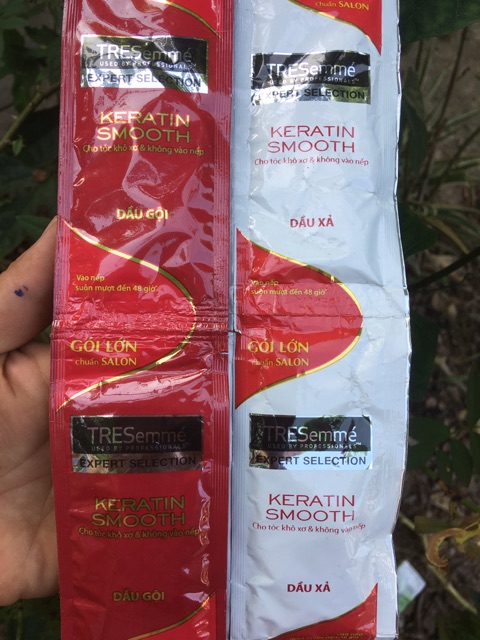 chuẩn SALON
TRESemmé
USED BY PROFESSIONALS
EXPERT SELECTION
KERATIN
SMOOTH
Cho tóc khô xơ & không vào nếp
DẦU GỘI
Vào nếp
"suôn mượt đến 48 giờ"
GÓI LỚN
chuẩn SALON
TRESemmé
USED BY PROFESSIONALS
EXPERT SELECTION
KERATIN
SMOOTH
Cho tóc khô xơ & không vào nếp
DẦU GỘI
TRESemmé
USED BY PROFESSIONALS
EXPERT SELECTION
KERATIN
SMOOTH
Cho tóc khô xơ & không vào nếp
DẦU XẢ
Vào nếp
"suôn mượt đến 48 giờ"
GÓI LỚN
chuẩn SALON
TRESemmé
USED BY PROFESSIONALS
EXPERT SELECTION
KERATIN
SMOOTH
Cho tóc khô xơ & không vào nếp
DẦU XẢ